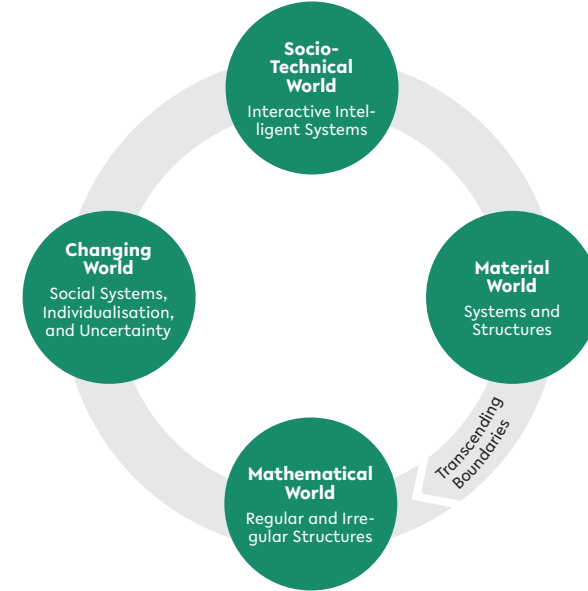 Socio-
Technical
World
Interactive Intel-
ligent Systems
Changing
World
Social Systems,
Individualisation,
and Uncertainty
Material
World
Systems and
Structures
Transcending
Boundaries
Mathematical
World
Regular and Irre-
gular Structures